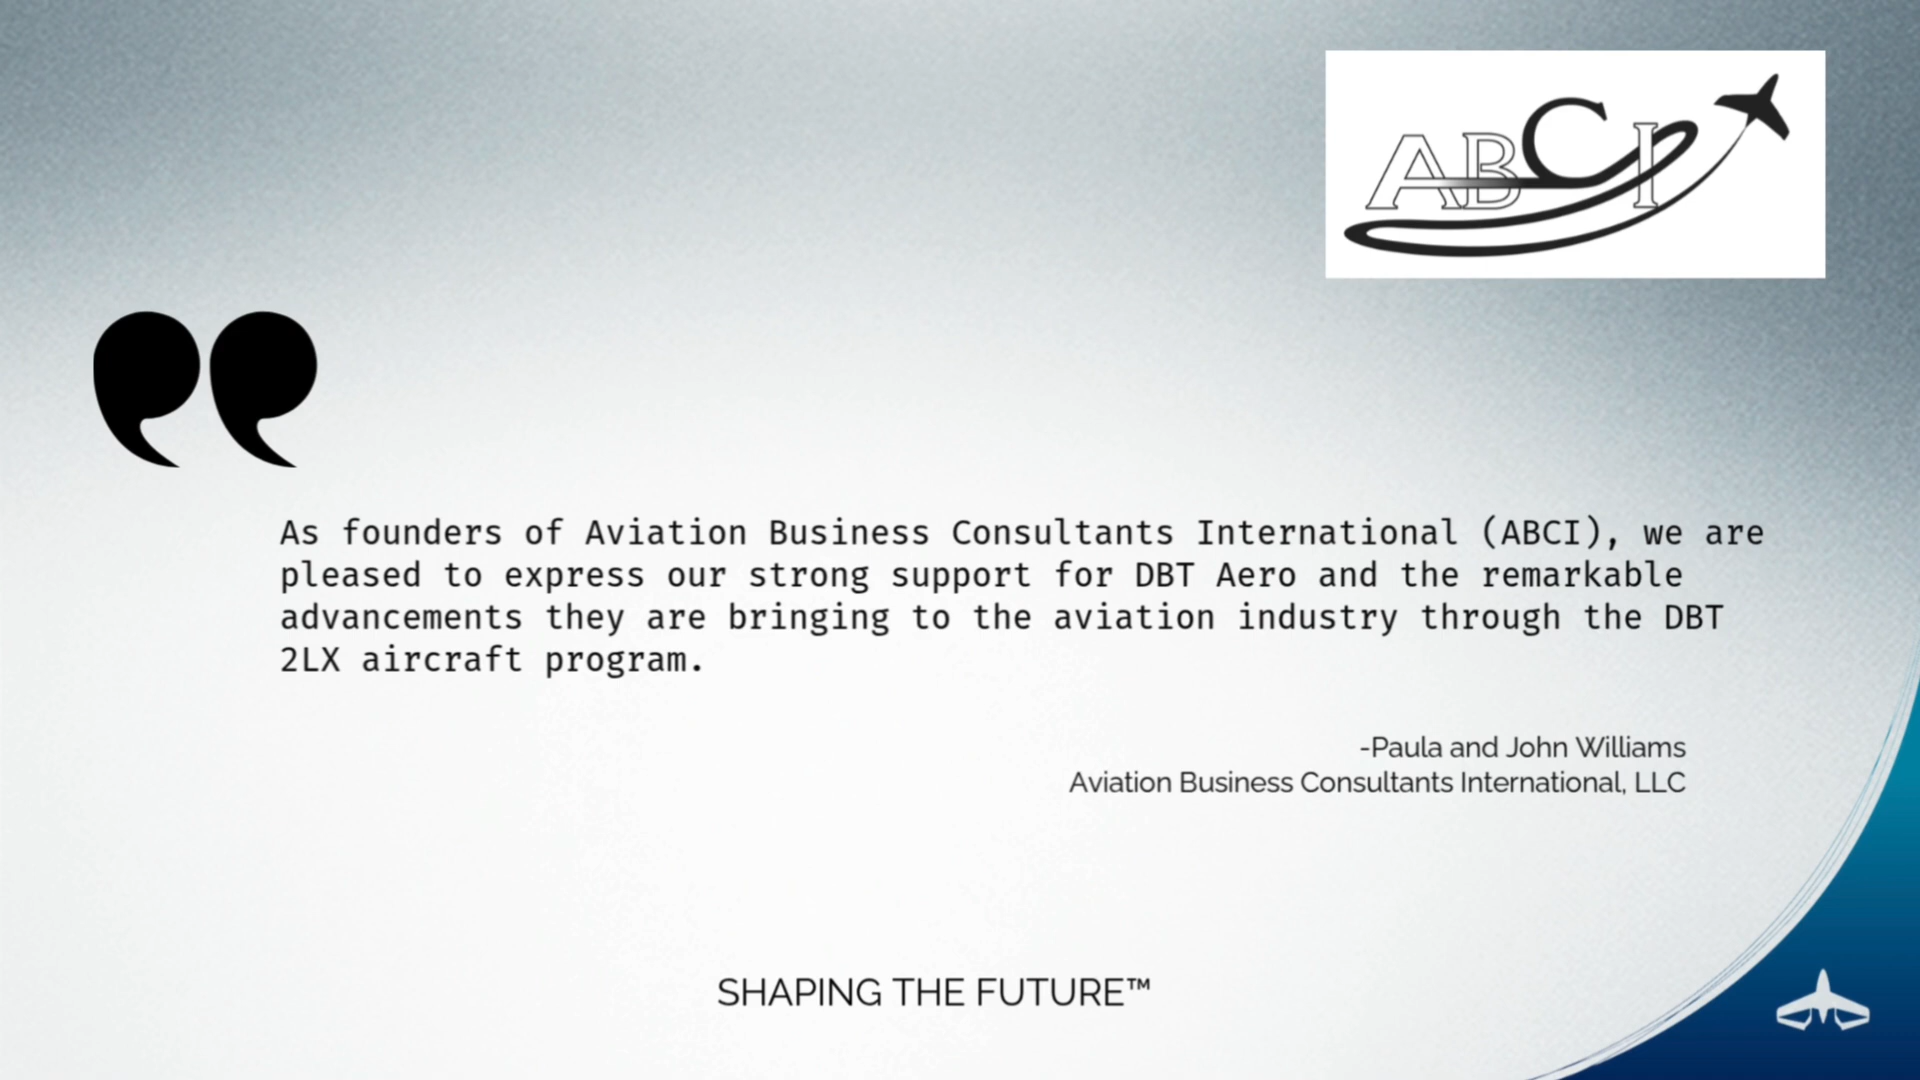 ABCI
As founders of Aviation Business Consultants International (ABCI), we are
pleased to express our strong support for DBT Aero and the remarkable
advancements they are bringing to the aviation industry through the DBT
2LX aircraft program.
-Paula and John Williams
Aviation Business Consultants International, LLC
SHAPING THE FUTURE™